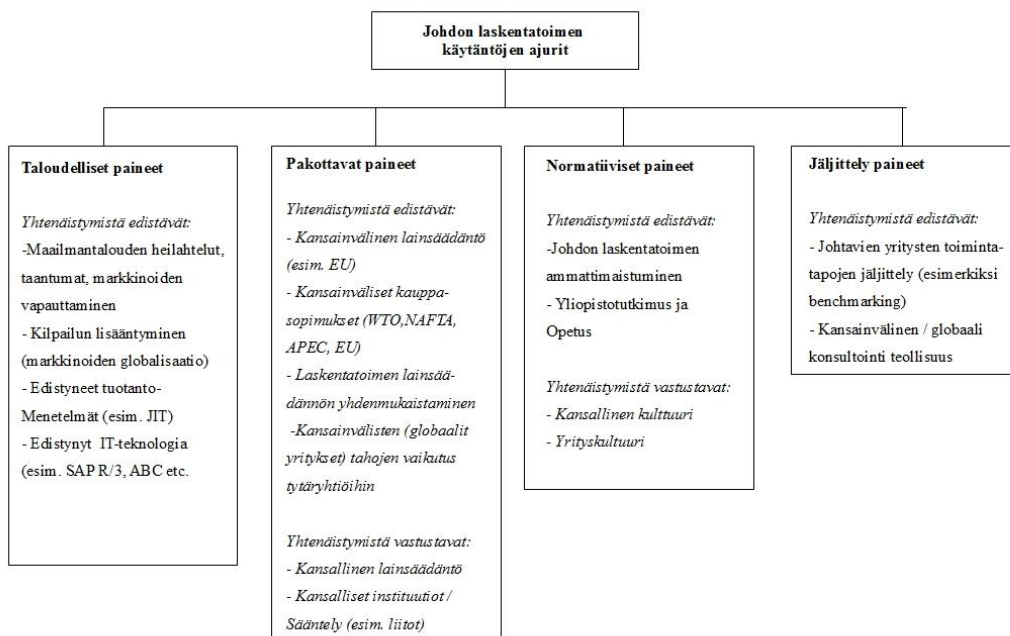 Johdon laskentatoimen
käytäntöjen ajurit
Taloudelliset paineet
Yhtenäistymistä edistävät:
-Maailmantalouden heilahtelut,
taantumat, markkinoiden
vapauttaminen
- Kilpailun lisääntyminen
(markkinoiden globalisaatio)
- Edistyneet tuotanto-
Menetelmät (esim. JIT)
- Edistynyt IT-teknologia
(esim. SAP R/3, ABC etc.
Pakottavat paineet
Yhtenäistymistä edistävät:
- Kansainvälinen lainsäädäntö
(esim. EU)
- Kansainväliset kauppa-
sopimukset (WTO,NAFTA,
APEC, EU)
- Laskentatoimen lainsää-
dännön yhdenmukaistaminen
-Kansainvälisten (globaalit
yritykset) tahojen vaikutus
tytäryhtiöihin
Yhtenäistymistä vastustavat:
- Kansallinen lainsäädäntö
- Kansalliset instituutiot /
Sääntely (esim. liitot)
Normatiiviset paineet
Yhtenäistymistä edistävät:
-Johdon laskentatoimen
ammattimaistuminen
- Yliopistotutkimus ja
Opetus
Yhtenäistymistä vastustavat:
- Kansallinen kulttuuri
- Yrityskultuuri
Jäljittely paineet
Yhtenäistymistä edistävät:
- Johtavien yritysten toiminta-
tapojen jäljittely (esimerkiksi
benchmarking)
- Kansainvälinen / globaali
konsultointi teollisuus